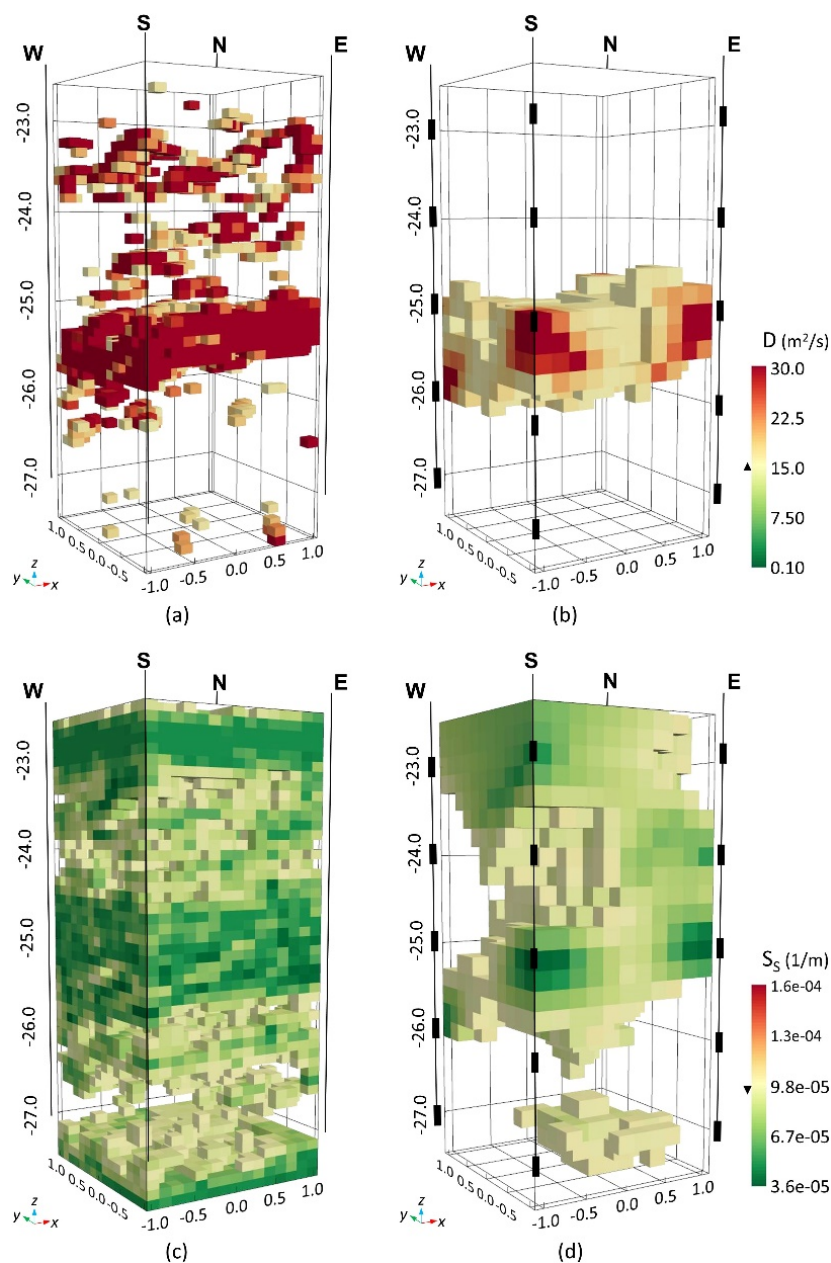 S
N
W
E
-23.0
-24.0
-25.0
-26.0
-27.0
1.0
0.5
0.0
-0.5
-1.0
-0.5
0.0
0.5
1.0
z
y
x
(a)
S
N
W
E
-23.0
-24.0
-25.0
-26.0
-27.0
1.0
0.5
0.0
-0.5
-1.0
-0.5
0.0
0.5
1.0
z
y
x
(b)
D (m²/s)
30.0
22.5
15.0
7.50
0.10
S
N
W
E
-23.0
-24.0
-25.0
-26.0
-27.0
1.0
0.5
0.0
-0.5
-1.0
-0.5
0.0
0.5
1.0
z
y
x
(c)
S
N
W
E
-23.0
-24.0
-25.0
-26.0
-27.0
1.0
0.5
0.0
-0.5
-1.0
-0.5
0.0
0.5
1.0
z
y
x
(d)
S_S (1/m)
1.6e-04
1.3e-04
9.8e-05
6.7e-05
3.6e-05